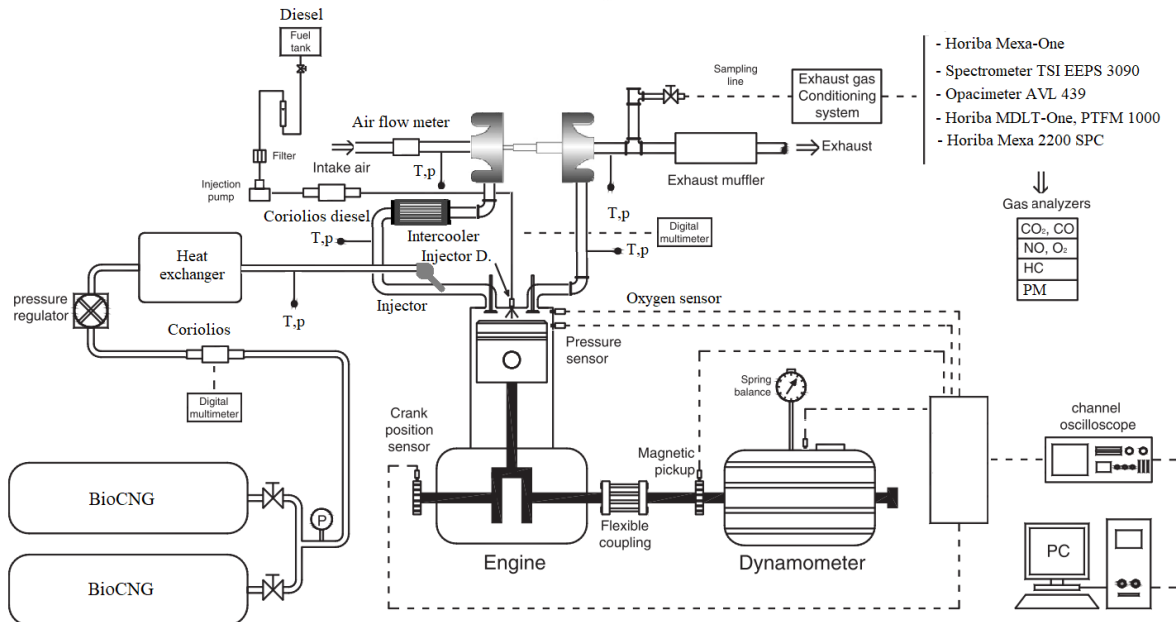 Diesel
Fuel
tank
- Horiba Mexa-One
- Spectrometer TSI EEPS 3090
- Opacimeter AVL 439
- Horiba MDLT-One, PTFM 1000
- Horiba Mexa 2200 SPC
Sampling
line
Exhaust gas
Conditioning
system
Air flow meter
Intake air
T,p
Filter
Injection
pump
Coriolios diesel
Exhaust muffler
Exhaust
T,p
Gas analyzers
CO₂, CO
NO, O₂
HC
PM
T,p
Intercooler
Digital
multimeter
T,p
Heat
exchanger
Injector D.
Injector
pressure
regulator
T,p
Oxygen sensor
Coriolios
Pressure
sensor
Digital
multimeter
Spring
balance
Crank
position
sensor
Magnetic
pickup
channel
oscilloscope
BioCNG
P
Flexible
coupling
Engine
Dynamometer
PC
BioCNG